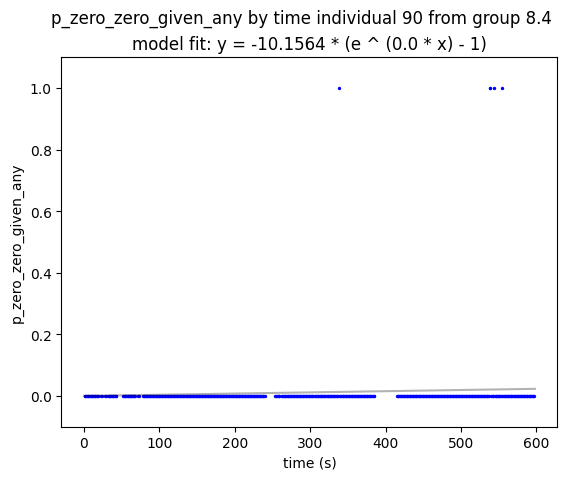 p_zero_zero_given_any by time individual 90 from group 8.4
model fit: y = -10.1564 * (e ^ (0.0 * x) - 1)
1.0
0.8
0.6
0.4
0.2
0.0
p_zero_zero_given_any
0 100 200 300 400 500 600
time (s)